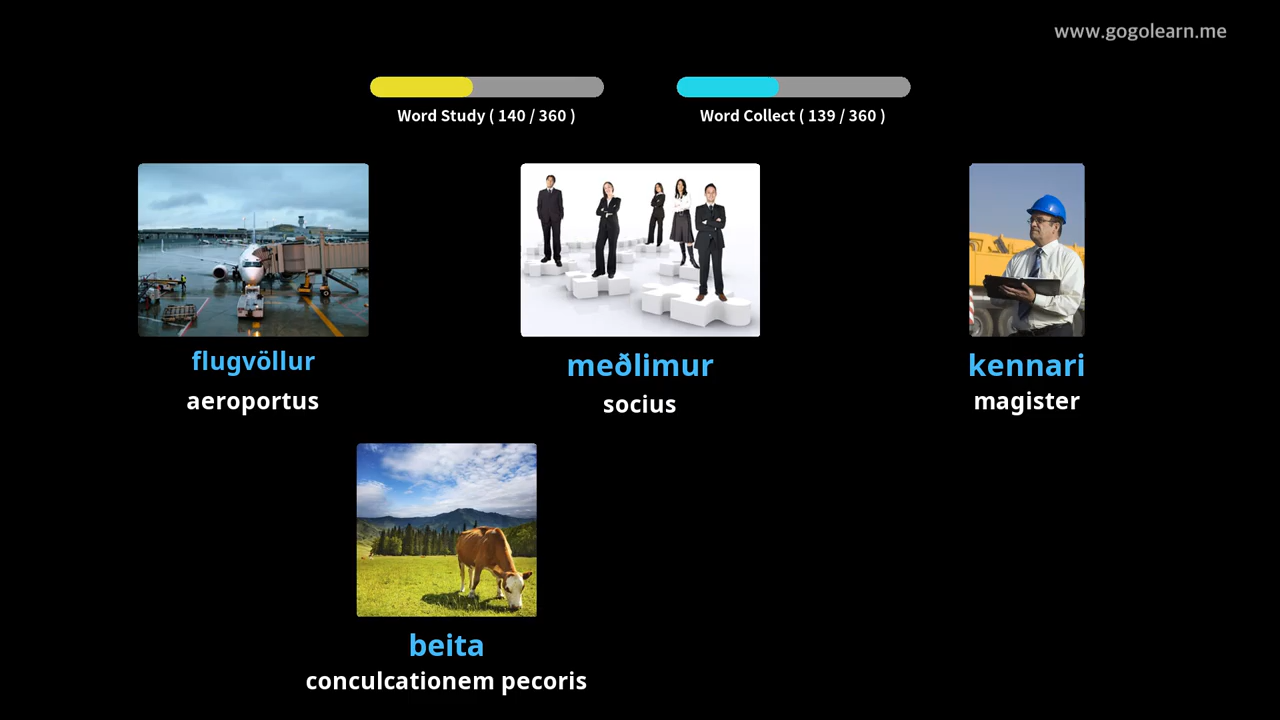 www.gogolearn.me
Word Study ( 140 / 360 )
Word Collect ( 139 / 360 )
flugvöllur
aeroportus
meðlimur
socius
kennari
magister
beita
conculcationem pecoris